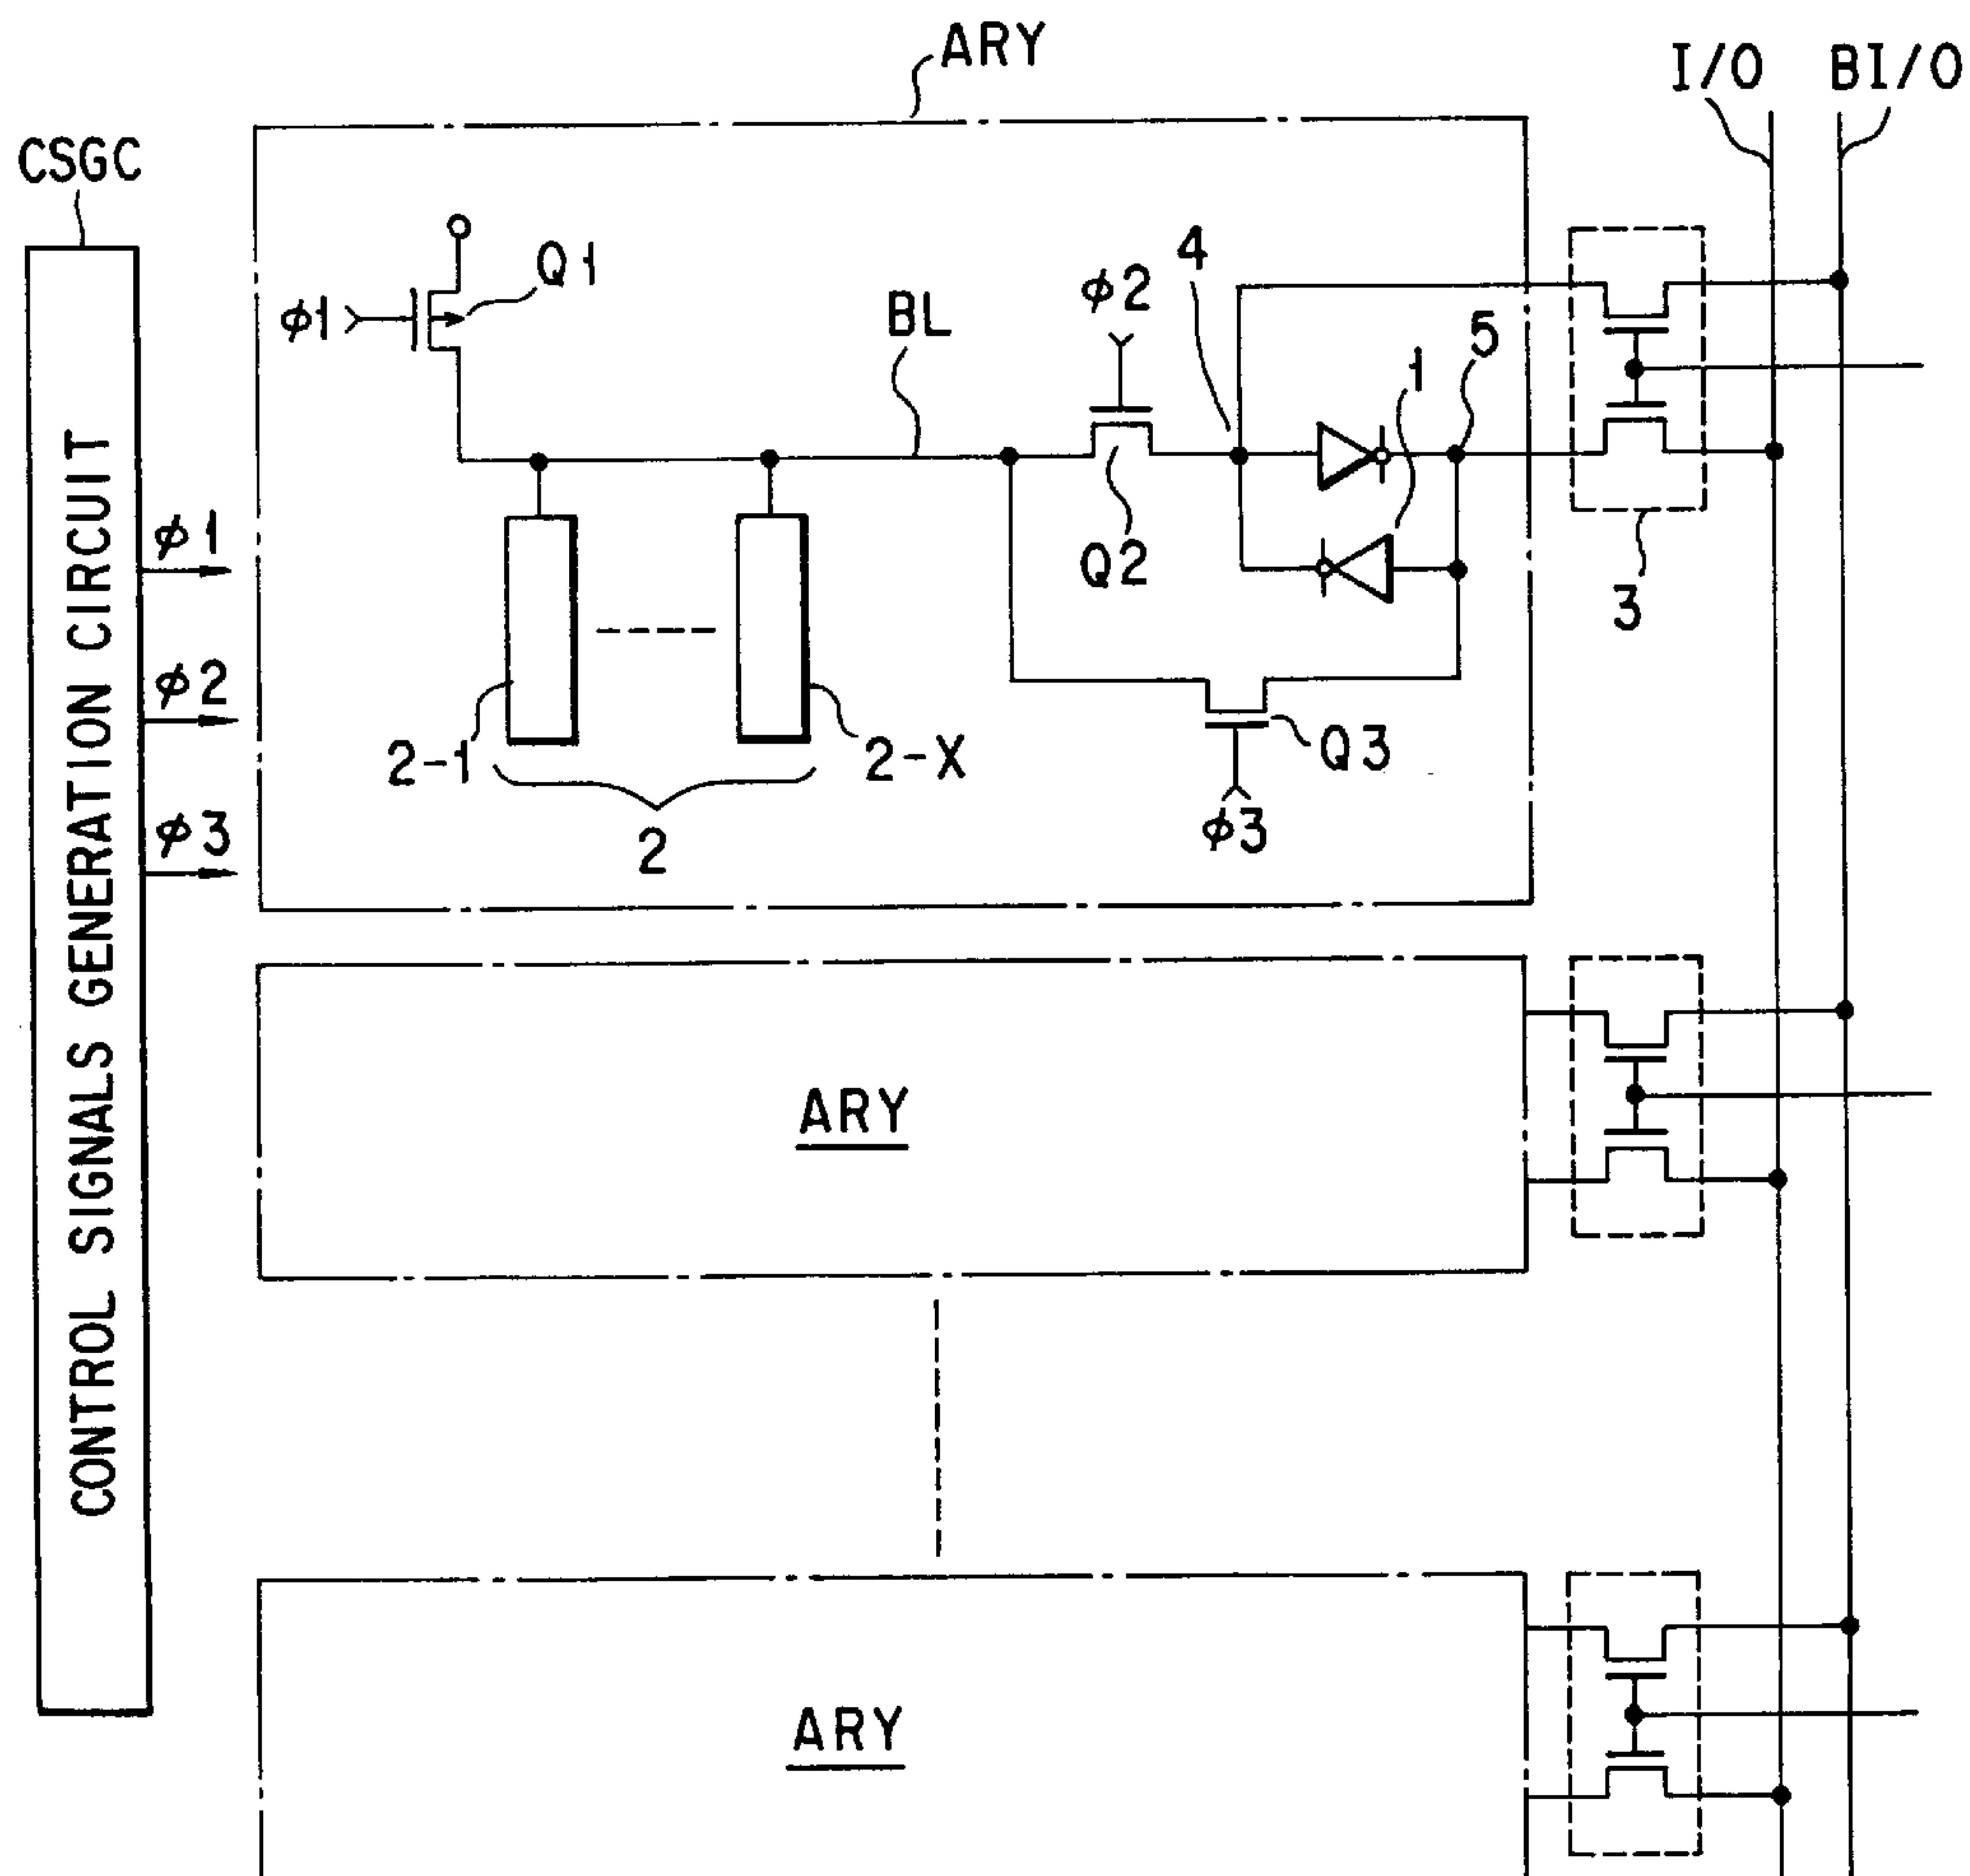 ARY
I/O
BI/O
CSGC
Q1
φ1
BL
φ2
4
5
1
Q2
3
CONTROL SIGNALS GENERATION CIRCUIT
φ1
φ2
φ3
2-1
2-X
2
Q3
φ3
ARY
ARY